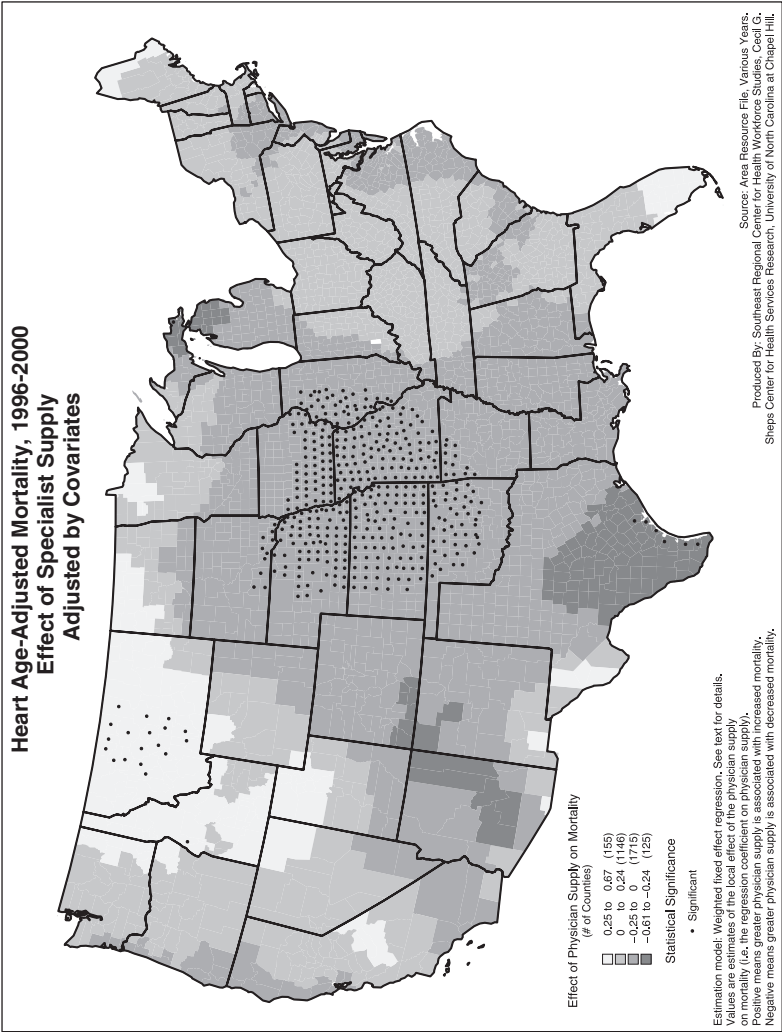 Heart Age-Adjusted Mortality, 1996-2000
Effect of Specialist Supply
Adjusted by Covariates
Effect of Physician Supply on Mortality
(# of Counties)
0.25 to 0.67 (155)
0 to 0.24 (1146)
−0.25 to 0 (1715)
−0.61 to −0.24 (125)
Statistical Significance
• Significant
Estimation model: Weighted fixed effect regression. See text for details.
Values are estimates of the local effect of the physician supply
on mortality (i.e. the regression coefficient on physician supply).
Positive means greater physician supply is associated with increased mortality.
Negative means greater physician supply is associated with decreased mortality.
Source: Area Resource File, Various Years.
Produced By: Southeast Regional Center for Health Workforce Studies, Cecil G.
Sheps Center for Health Services Research, University of North Carolina at Chapel Hill.